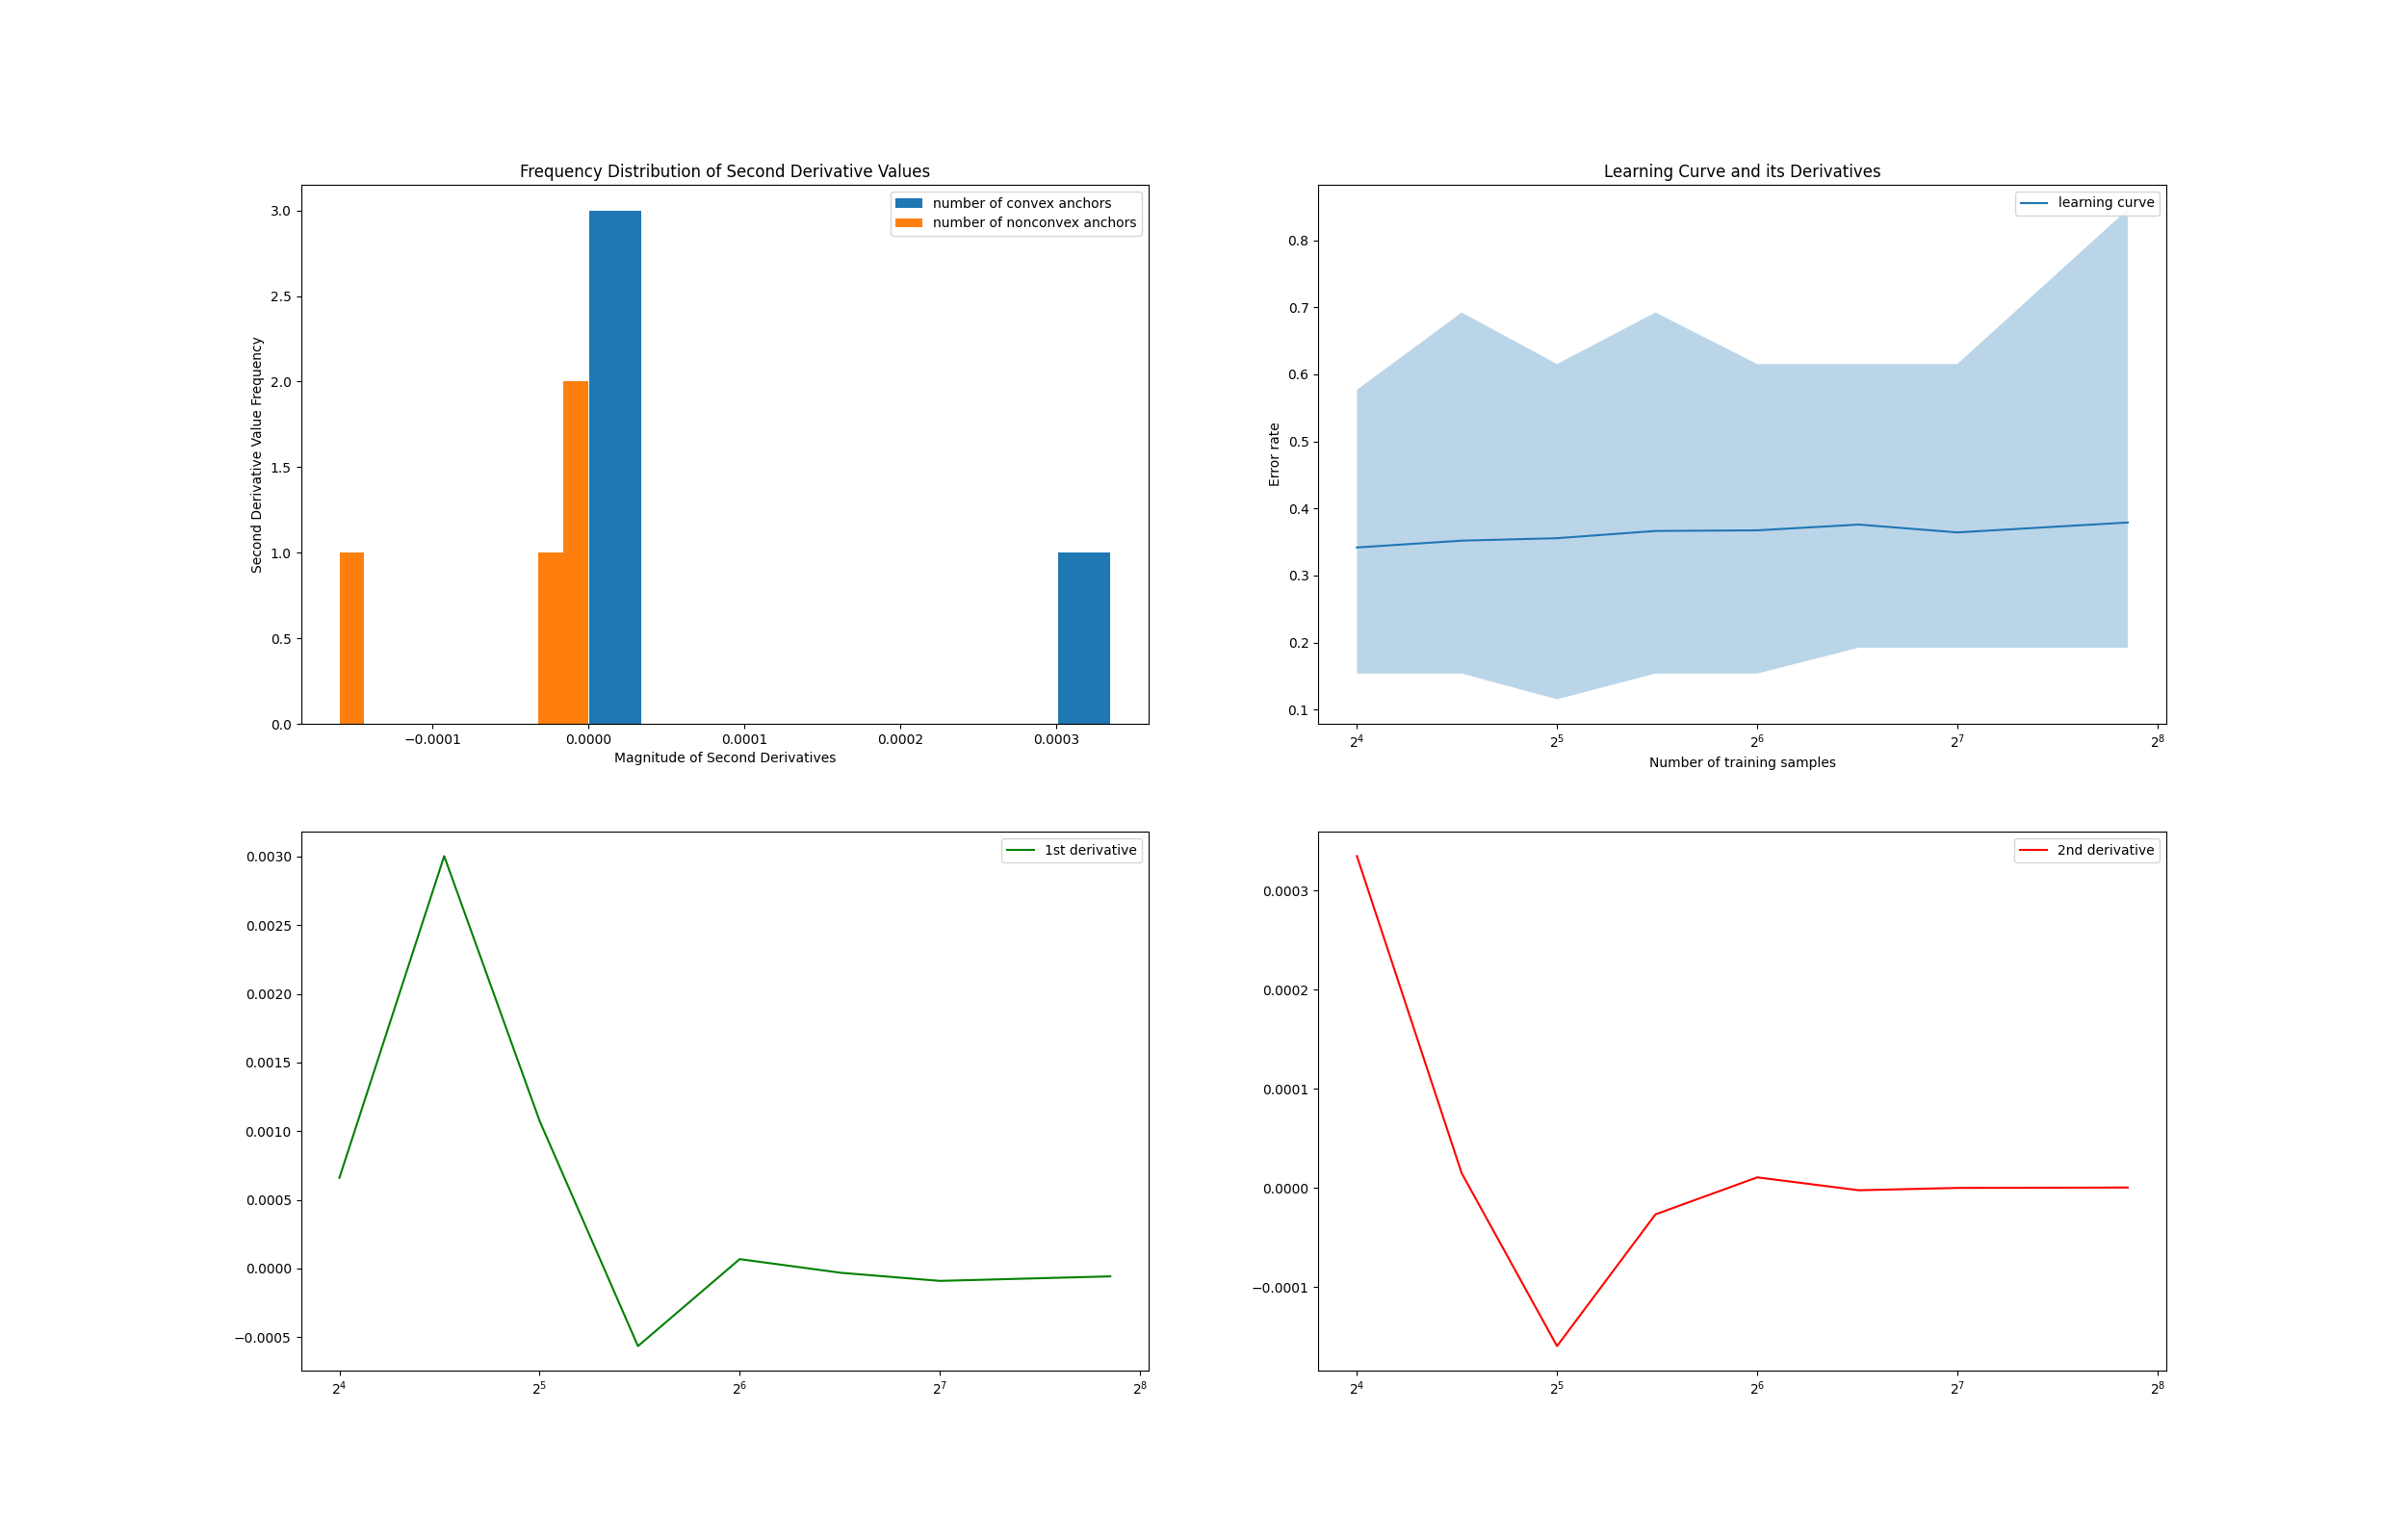 Frequency Distribution of Second Derivative Values
number of convex anchors
number of nonconvex anchors
3.0
2.5
2.0
1.5
1.0
0.5
0.0
Second Derivative Value Frequency
−0.0001 0.0000 0.0001 0.0002 0.0003
Magnitude of Second Derivatives
Learning Curve and its Derivatives
learning curve
0.8
0.7
0.6
0.5
0.4
0.3
0.2
0.1
Error rate
2⁴ 2⁵ 2⁶ 2⁷ 2⁸
Number of training samples
1st derivative
0.0030
0.0025
0.0020
0.0015
0.0010
0.0005
0.0000
−0.0005
2⁴ 2⁵ 2⁶ 2⁷ 2⁸
2nd derivative
0.0003
0.0002
0.0001
0.0000
−0.0001
2⁴ 2⁵ 2⁶ 2⁷ 2⁸